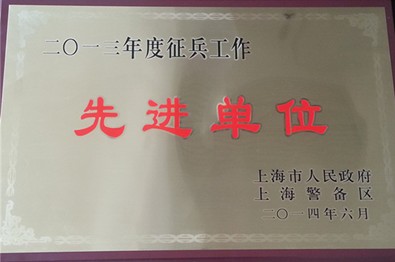 二〇一三年度征兵工作
先进单位
上海市人民政府
上海警备区
二〇一四年六月